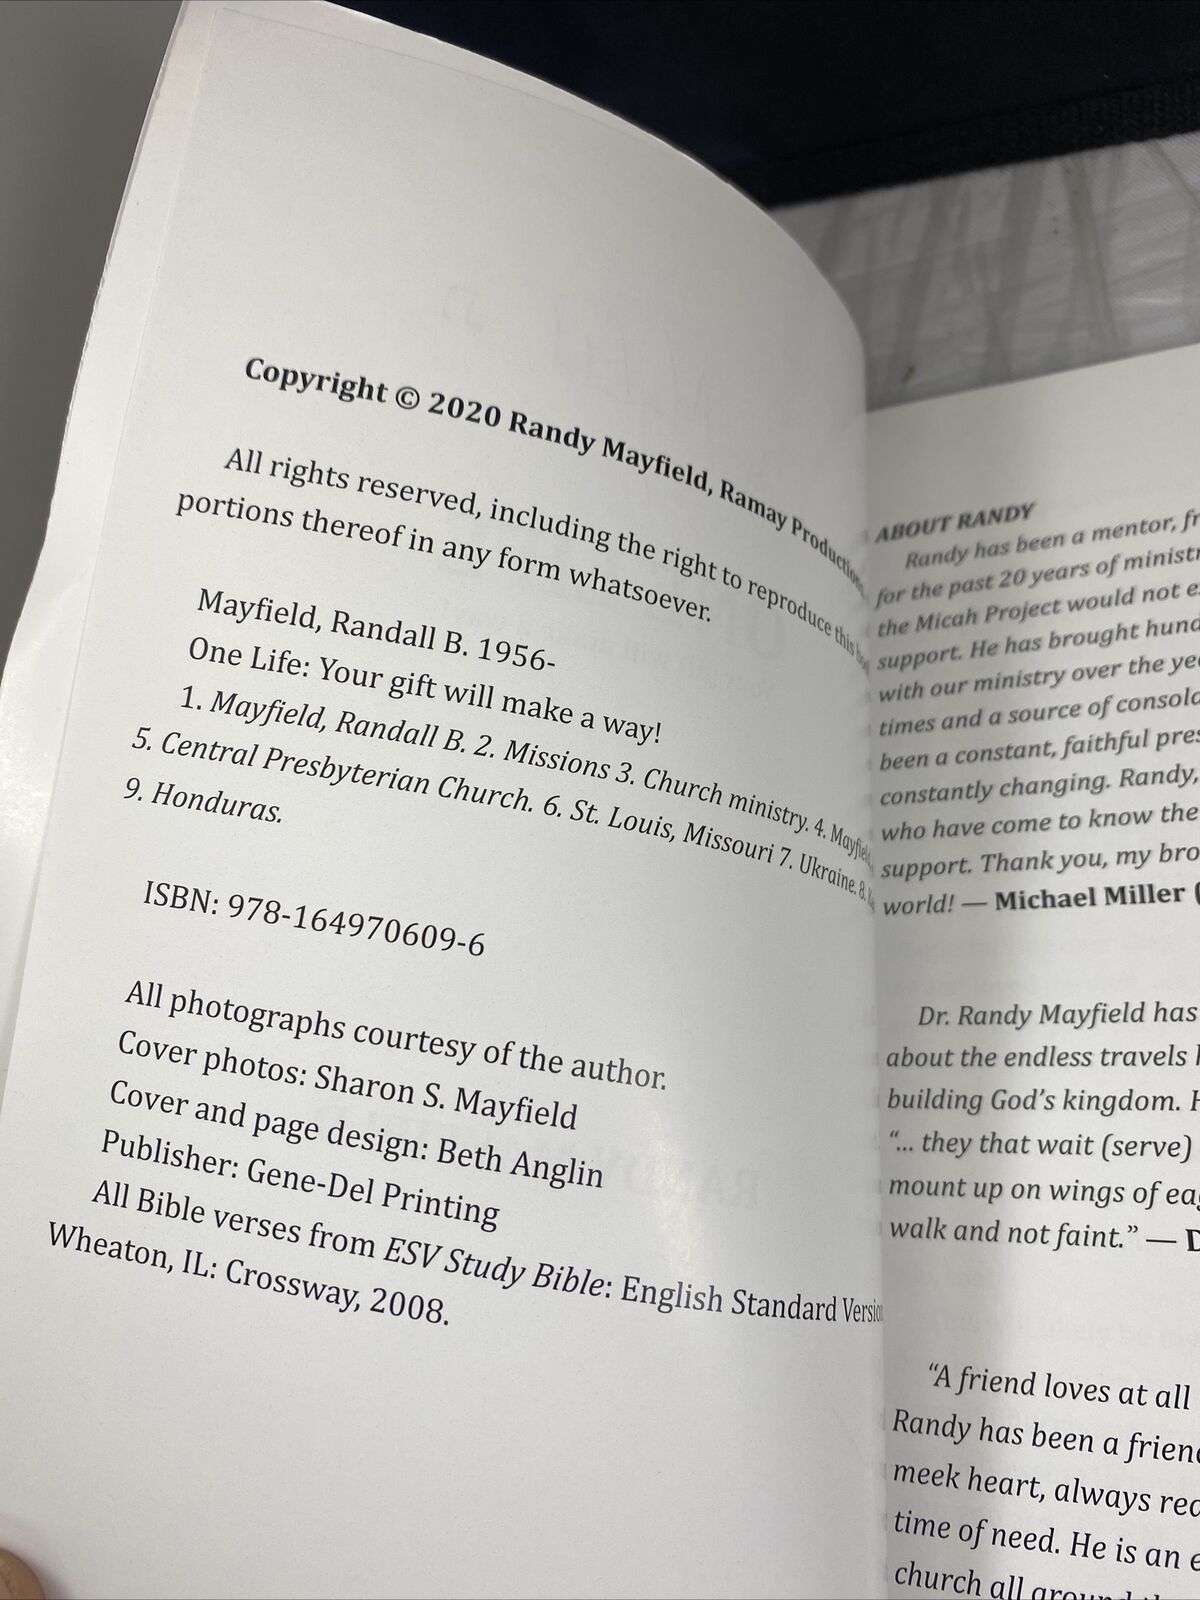 Copyright © 2020 Randy Mayfield, Ramay Productions
All rights reserved, including the right to reproduce this
portions thereof in any form whatsoever.
Mayfield, Randall B. 1956-
One Life: Your gift will make a way!
1. Mayfield, Randall B. 2. Missions 3. Church ministry. 4. Mayfield,
5. Central Presbyterian Church. 6. St. Louis, Missouri 7. Ukraine. 8.
9. Honduras.
ISBN: 978-164970609-6
All photographs courtesy of the author.
Cover photos: Sharon S. Mayfield
Cover and page design: Beth Anglin
Publisher: Gene-Del Printing
All Bible verses from ESV Study Bible: English Standard Version
Wheaton, IL: Crossway, 2008.
ABOUT RANDY
Randy has been a mentor, fr
for the past 20 years of ministr
the Micah Project would not e
support. He has brought hund
with our ministry over the ye
times and a source of consola
been a constant, faithful pres
constantly changing. Randy,
who have come to know the
support. Thank you, my bro
world! — Michael Miller (
Dr. Randy Mayfield has
about the endless travels h
building God's kingdom. H
“... they that wait (serve)
mount up on wings of eag
walk and not faint.” — D
“A friend loves at all
Randy has been a friend
meek heart, always rea
time of need. He is an e
church all around